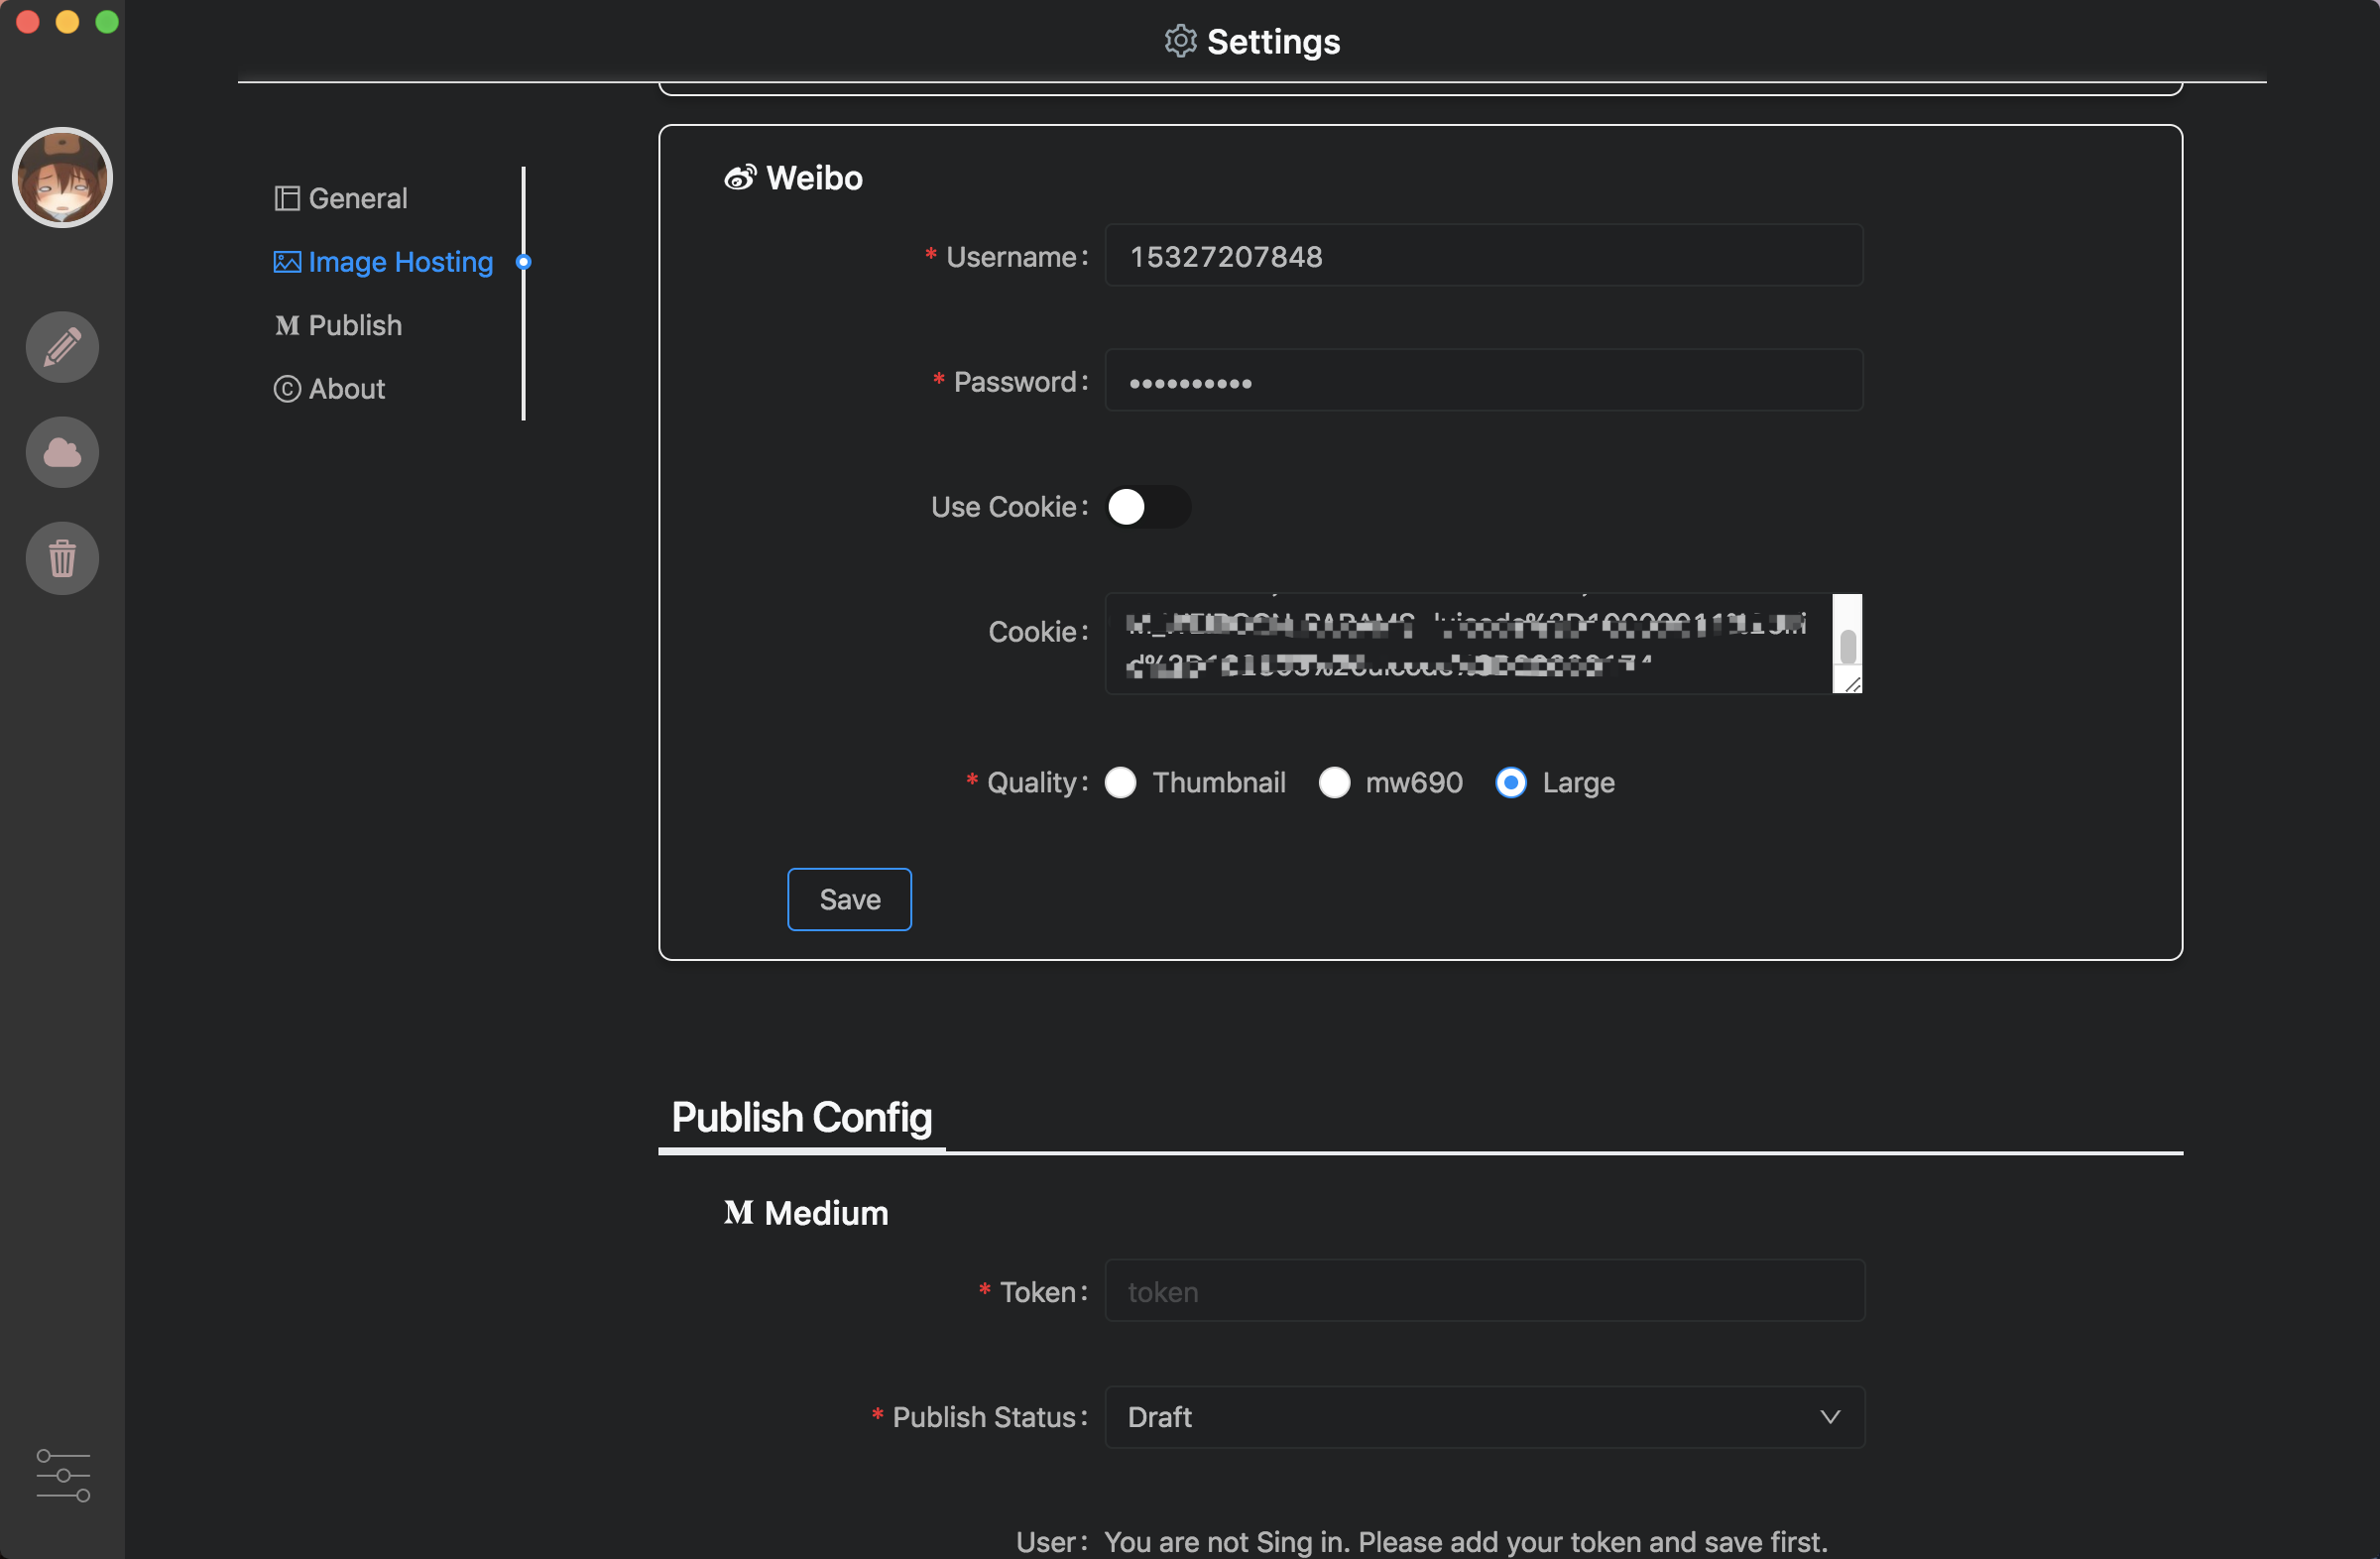 Settings
General
Image Hosting
Publish
About
Weibo
* Username: 15327207848
* Password: ••••••••••
Use Cookie:
Cookie:
* Quality: Thumbnail mw690 Large
Save
Publish Config
Medium
* Token: token
* Publish Status: Draft
User: You are not Sing in. Please add your token and save first.